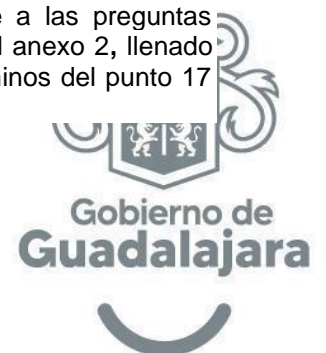 e a las preguntas
l anexo 2, llenado
inos del punto 17
Gobierno de
Guadalajara